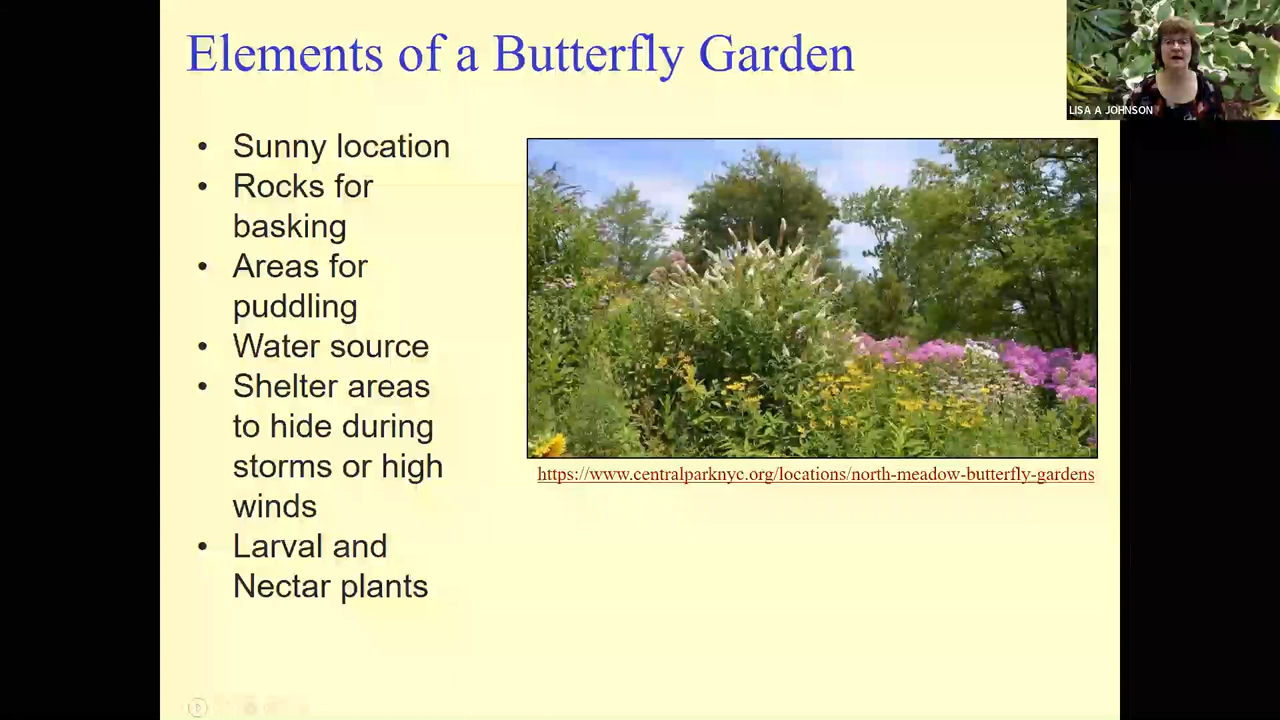 Elements of a Butterfly Garden
LISA A JOHNSON
• Sunny location
• Rocks for
basking
• Areas for
puddling
• Water source
• Shelter areas
to hide during
storms or high
winds
• Larval and
Nectar plants
https://www.centralparknyc.org/locations/north-meadow-butterfly-gardens